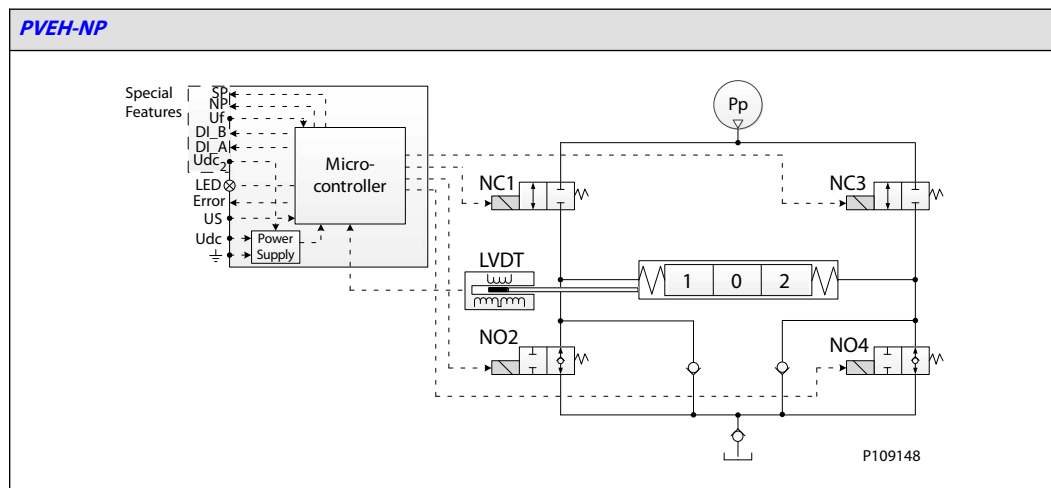 PVEH-NP
Special
Features
SP
NP
Uf
DI_B
DI_A
Udc2
LED
Error
US
Udc
Power
Supply
Micro-
controller
Pp
NC1
NC3
LVDT
1 0 2
NO2
NO4
P109148